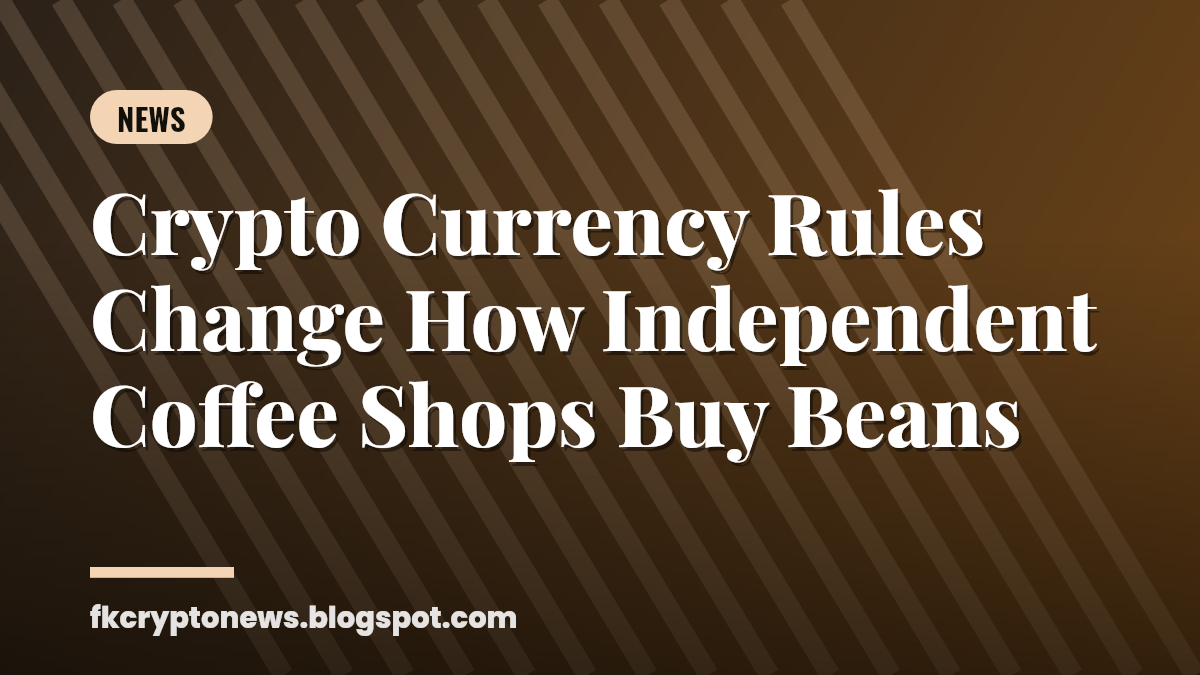 NEWS
Crypto Currency Rules
Change How Independent
Coffee Shops Buy Beans
fkcryptonews.blogspot.com